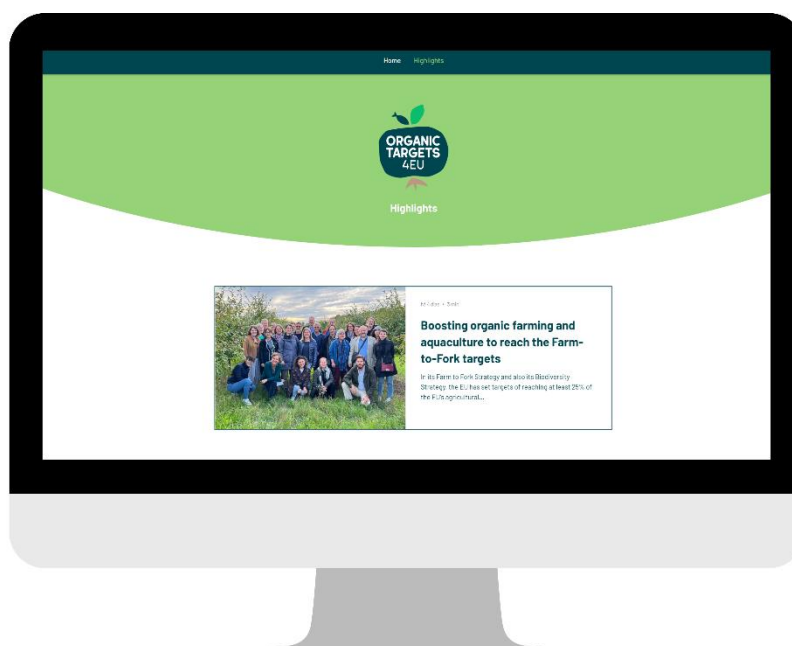 Home Highlights
ORGANIC
TARGETS
4EU
Highlights
Boosting organic farming and
aquaculture to reach the Farm-
to-Fork targets
In its Farm to Fork Strategy and also its Biodiversity
Strategy, the EU has set targets of reaching at least 25% of
the EU's agricultural...